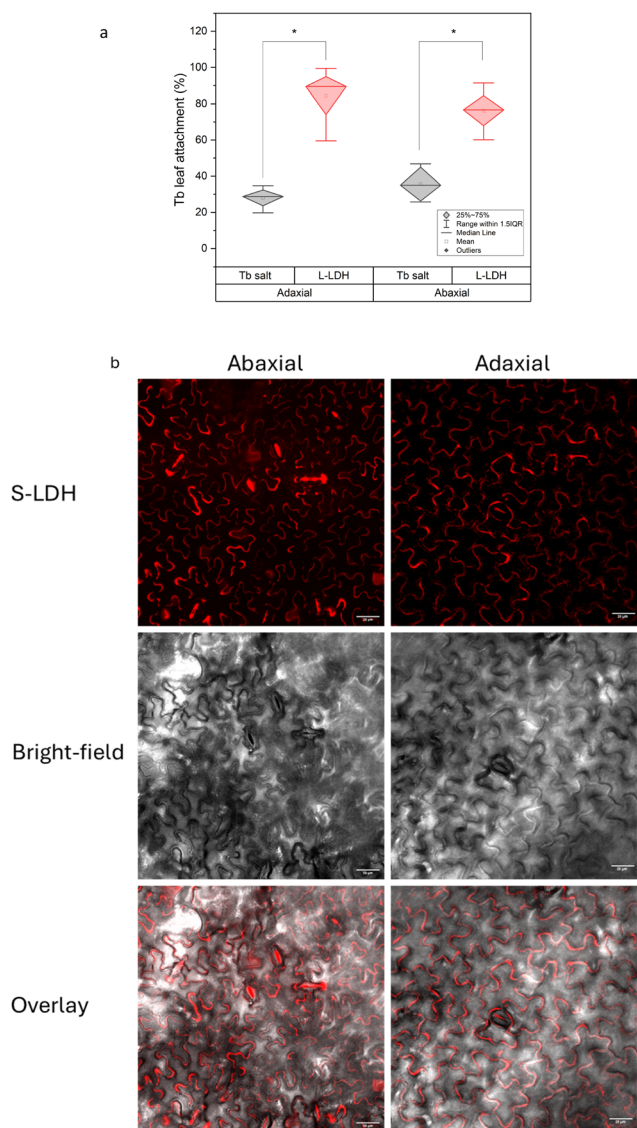 a
Tb leaf attachment (%)
120
100
80
60
40
20
0
*
*
25%~75%
Range within 1.5IQR
Median Line
Mean
Outliers
Tb salt L-LDH Tb salt L-LDH
Adaxial Abaxial
b
Abaxial Adaxial
S-LDH
Bright-field
Overlay